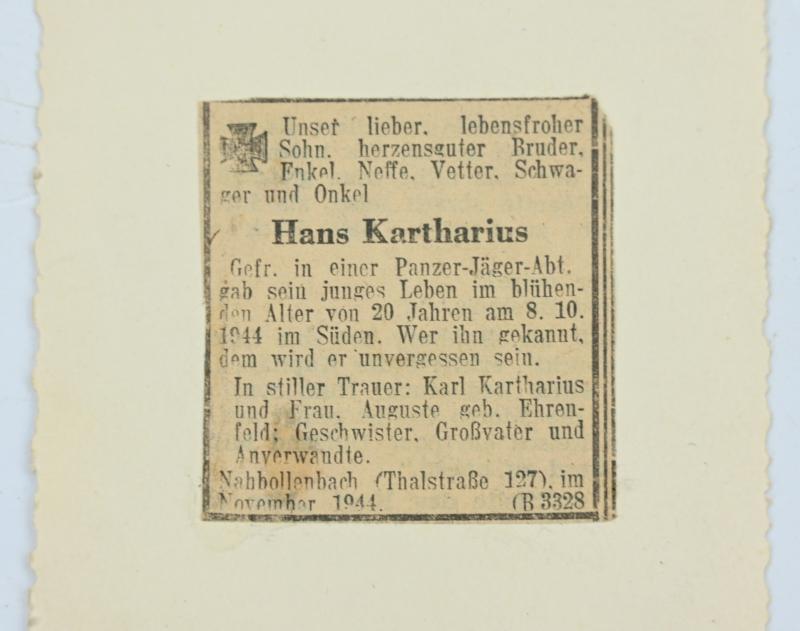 Unser lieber, lebensfroher
Sohn, herzensguter Bruder,
Enkel, Neffe, Vetter, Schwa-
ger und Onkel
Hans Kartharius
Gefr. in einer Panzer-Jäger-Abt.
gab sein junges Leben im blühen-
den Alter von 20 Jahren am 8. 10.
1944 im Süden. Wer ihn gekannt,
dem wird er unvergessen sein.
In stiller Trauer: Karl Kartharius
und Frau, Auguste geb. Ehren-
feld; Geschwister, Großvater und
Anverwandte.
Nahbollenbach (Thalstraße 127), im
November 1944. (B 3328